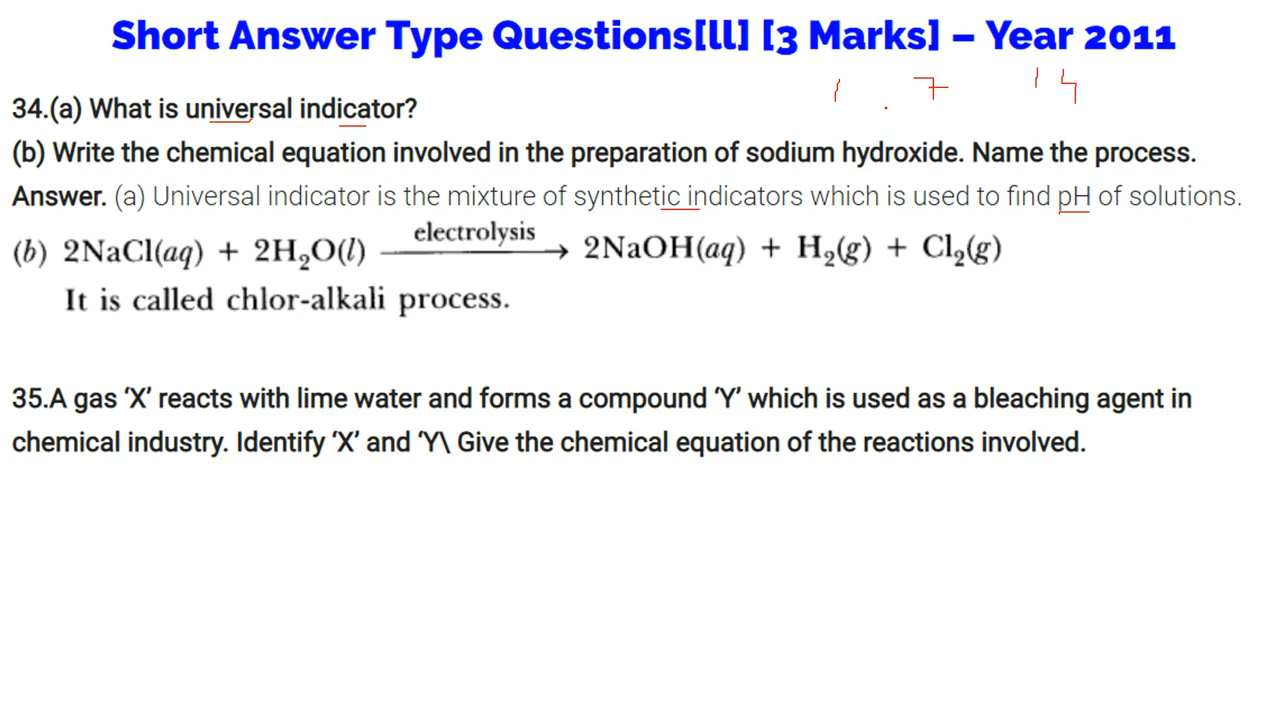 Short Answer Type Questions[ll] [3 Marks] – Year 2011
1 . 7 14
34.(a) What is universal indicator?
(b) Write the chemical equation involved in the preparation of sodium hydroxide. Name the process.
Answer. (a) Universal indicator is the mixture of synthetic indicators which is used to find pH of solutions.
(b) 2NaCl(aq) + 2H₂O(l) electrolysis → 2NaOH(aq) + H₂(g) + Cl₂(g)
It is called chlor-alkali process.
35.A gas ‘X’ reacts with lime water and forms a compound ‘Y’ which is used as a bleaching agent in
chemical industry. Identify ‘X’ and ‘Y\ Give the chemical equation of the reactions involved.